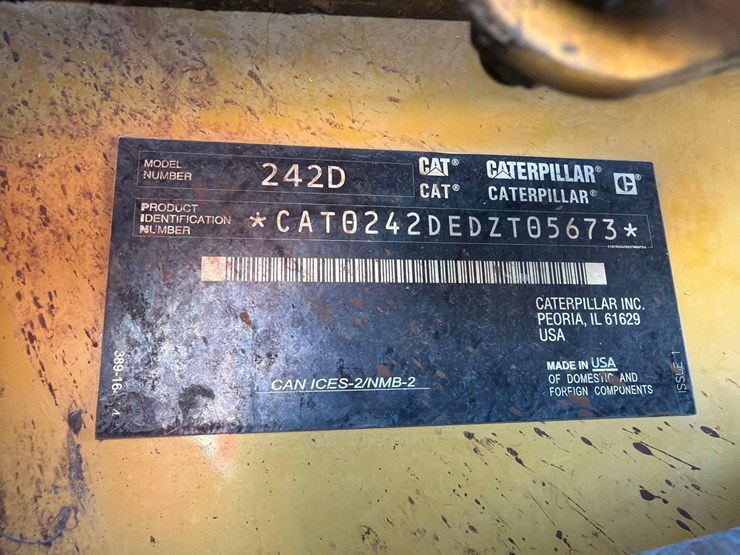 MODEL
NUMBER
242D
CAT® CATERPILLAR® C
CAT® CATERPILLAR®
PRODUCT
IDENTIFICATION
NUMBER
*CAT0242DEDZT05673*
CATERPILLAR INC.
PEORIA, IL 61629
USA
MADE IN USA
OF DOMESTIC AND
FOREIGN COMPONENTS
CAN ICES-2/NMB-2
ISSUE 1